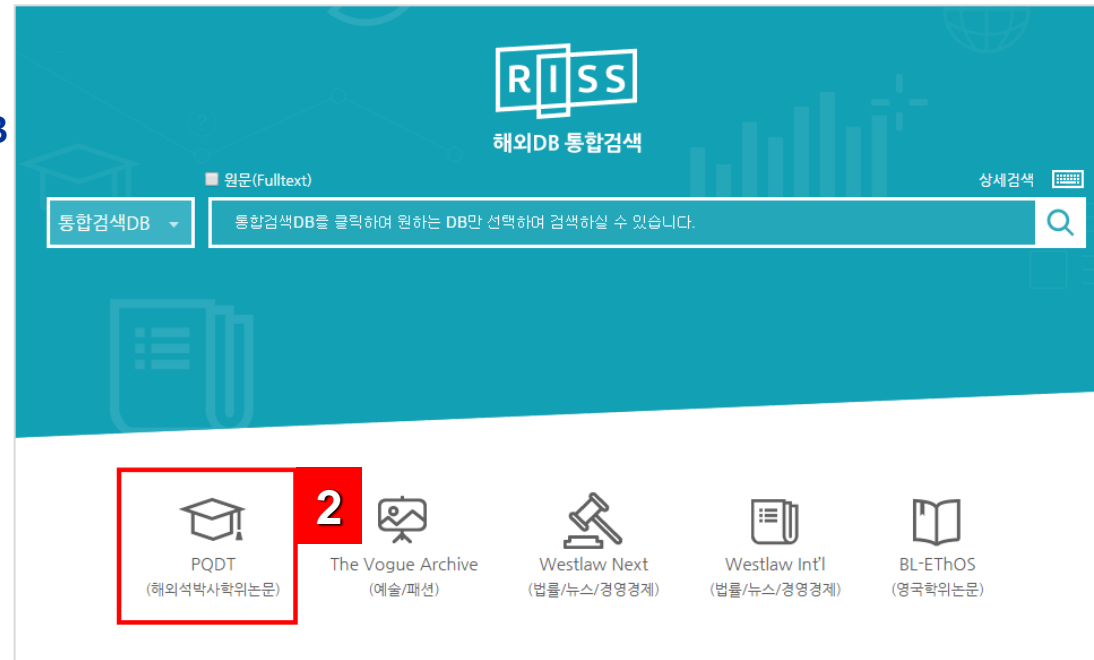 RISS
해외DB 통합검색
원문(Fulltext)
상세검색
통합검색DB
통합검색DB를 클릭하여 원하는 DB만 선택하여 검색하실 수 있습니다.
2
PQDT
(해외석박사학위논문)
The Vogue Archive
(예술/패션)
Westlaw Next
(법률/뉴스/경영경제)
Westlaw Int'l
(법률/뉴스/경영경제)
BL-EThOS
(영국학위논문)